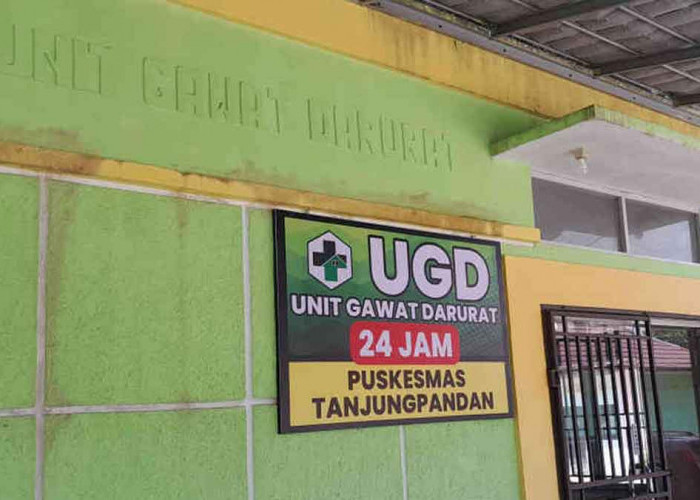 UNIT GAWAT DARURAT
UGD
UNIT GAWAT DARURAT
24 JAM
PUSKESMAS
TANJUNGPANDAN